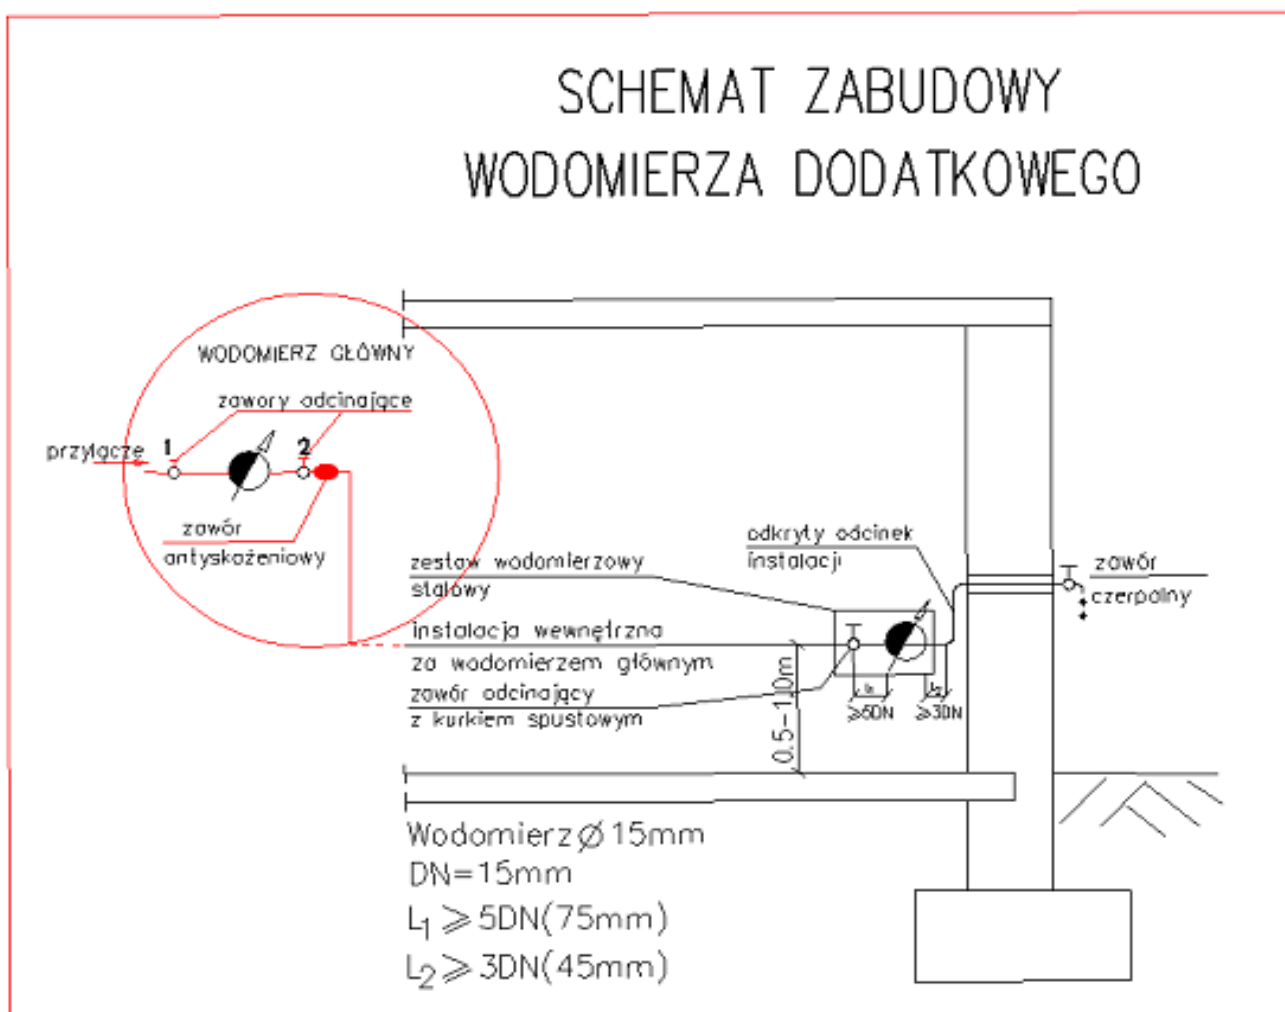 SCHEMAT ZABUDOWY
WODOMIERZA DODATKOWEGO
WODOMIERZ GŁÓWNY
zawory odcinające
przyłącze
1
2
zawór
antyskażeniowy
zestaw wodomierzowy
stalowy
odkryty odcinek
instalacji
zawór
czerpalny
instalacja wewnętrzna
za wodomierzem głównym
zawór odcinający
z kurkiem spustowym
L₁
≥5DN
L₂
≥3DN
0.5-1.0m
Wodomierz Ø 15mm
DN=15mm
L₁ ≥ 5DN(75mm)
L₂ ≥ 3DN(45mm)